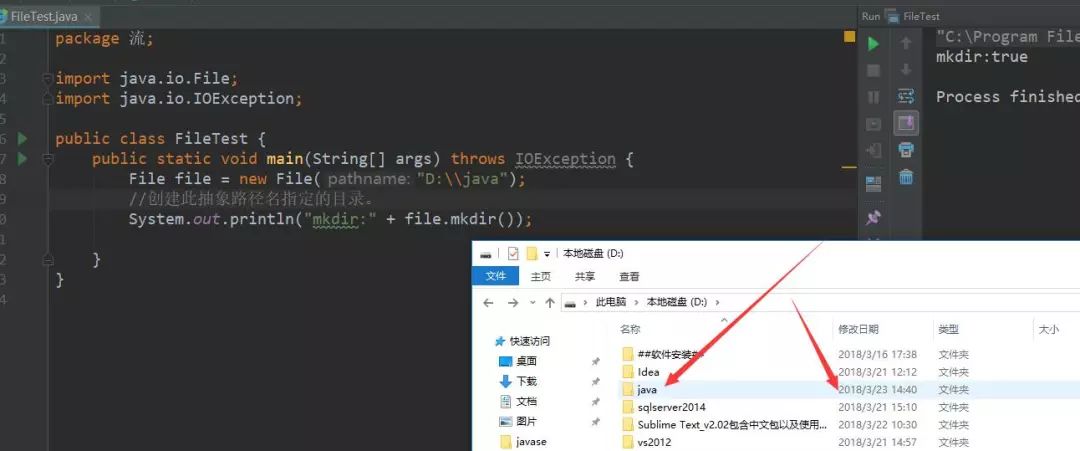 FileTest.java
Run FileTest
1 package 流;
2
3 import java.io.File;
4 import java.io.IOException;
6 public class FileTest {
7 public static void main(String[] args) throws IOException {
8 File file = new File( pathname: "D:\\java");
9 //创建此抽象路径名指定的目录。
0 System.out.println("mkdir:" + file.mkdir());
2 }
3 }
4
"C:\Program File
mkdir:true
Process finished
本地磁盘 (D:)
文件 主页 共享 查看
此电脑 本地磁盘 (D:)
名称 修改日期 类型 大小
快速访问
桌面
下载
文档
图片
javase
##软件安装## 2018/3/16 17:38 文件夹
Idea 2018/3/21 12:12 文件夹
java 2018/3/23 14:40 文件夹
sqlserver2014 2018/3/21 15:10 文件夹
Sublime Text_v2.02包含中文包以及使用... 2018/3/22 10:30 文件夹
vs2012 2018/3/21 14:57 文件夹